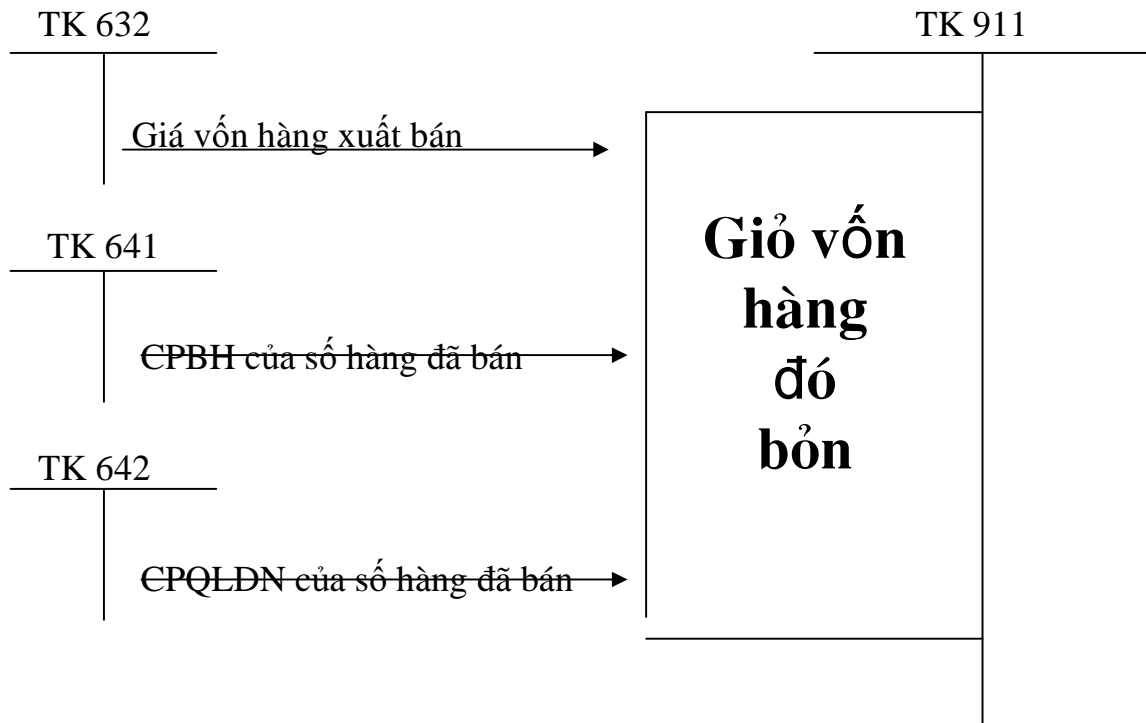 TK 632
TK 911
Giá vốn hàng xuất bán
TK 641
CPBH của số hàng đã bán
TK 642
CPQLDN của số hàng đã bán
Giỏ vốn
hàng
đó
bỏn